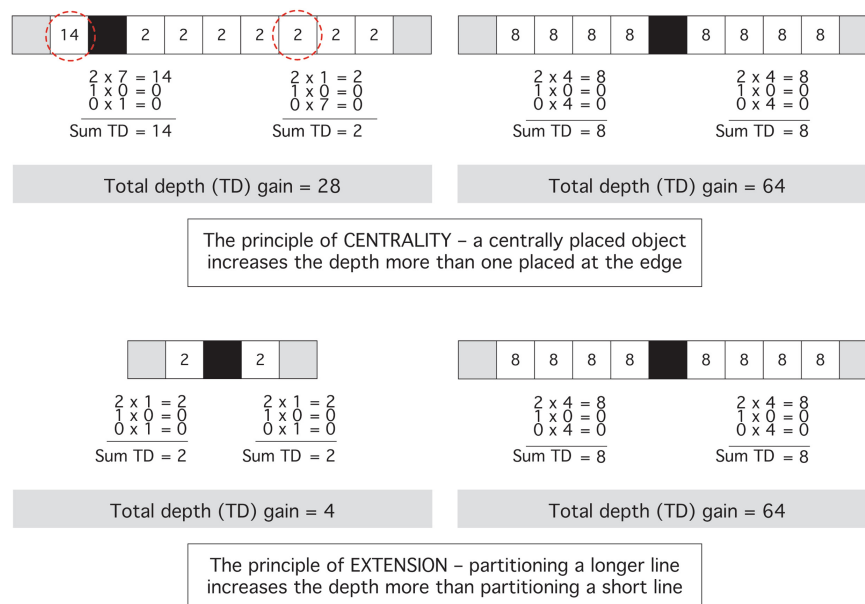 14 2 2 2 2 2 2 2
8 8 8 8 8 8 8 8
2 x 7 = 14
1 x 0 = 0
0 x 1 = 0
Sum TD = 14
2 x 1 = 2
1 x 0 = 0
0 x 7 = 0
Sum TD = 2
2 x 4 = 8
1 x 0 = 0
0 x 4 = 0
Sum TD = 8
2 x 4 = 8
1 x 0 = 0
0 x 4 = 0
Sum TD = 8
Total depth (TD) gain = 28
Total depth (TD) gain = 64
The principle of CENTRALITY – a centrally placed object
increases the depth more than one placed at the edge
2 2
8 8 8 8 8 8 8 8
2 x 1 = 2
1 x 0 = 0
0 x 1 = 0
Sum TD = 2
2 x 1 = 2
1 x 0 = 0
0 x 1 = 0
Sum TD = 2
2 x 4 = 8
1 x 0 = 0
0 x 4 = 0
Sum TD = 8
2 x 4 = 8
1 x 0 = 0
0 x 4 = 0
Sum TD = 8
Total depth (TD) gain = 4
Total depth (TD) gain = 64
The principle of EXTENSION – partitioning a longer line
increases the depth more than partitioning a short line